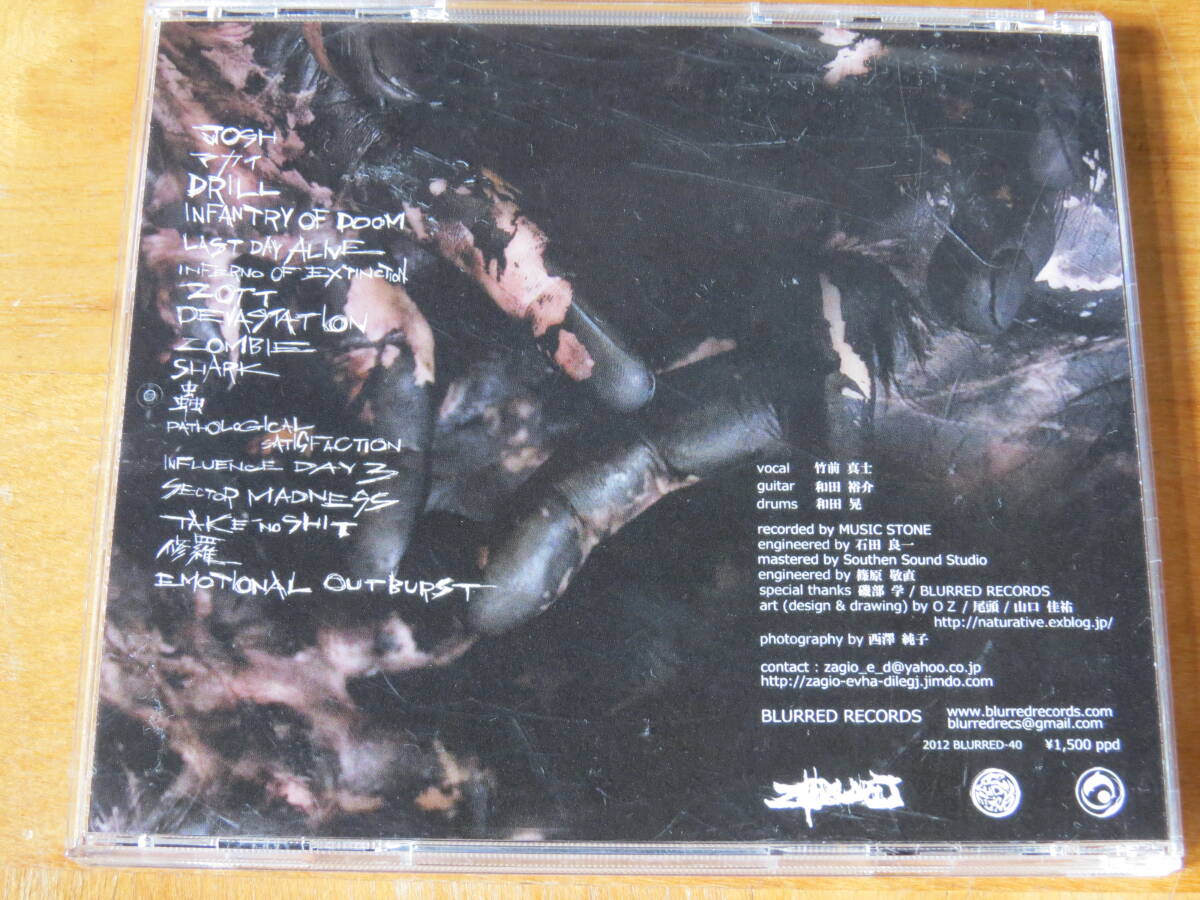 JOSH
マカイ
DRILL
INFANTRY OF DOOM
LAST DAY ALIVE
INFERNO OF EXTINCTION
ZOTT
DEVASTATION
ZOMBIE
SHARK
蟲
PATHOLOGICAL
SATISFACTION
INFLUENCE DAY 3
SECTOR MADNESS
TAKE NO SHIT
修羅
EMOTIONAL OUTBURST
vocal 竹前 真士
guitar 和田 裕介
drums 和田 晃
recorded by MUSIC STONE
engineered by 石田 良一
mastered by Southen Sound Studio
engineered by 篠原 敬直
special thanks 磯部 学 / BLURRED RECORDS
art (design & drawing) by O Z / 尾頭 / 山口 佳祐
http://naturative.exblog.jp/
photography by 西澤 純子
contact : zagio_e_d@yahoo.co.jp
http://zagio-evha-dilegj.jimdo.com
BLURRED RECORDS www.blurredrecords.com
blurredrecs@gmail.com
2012 BLURRED-40 ¥1,500 ppd